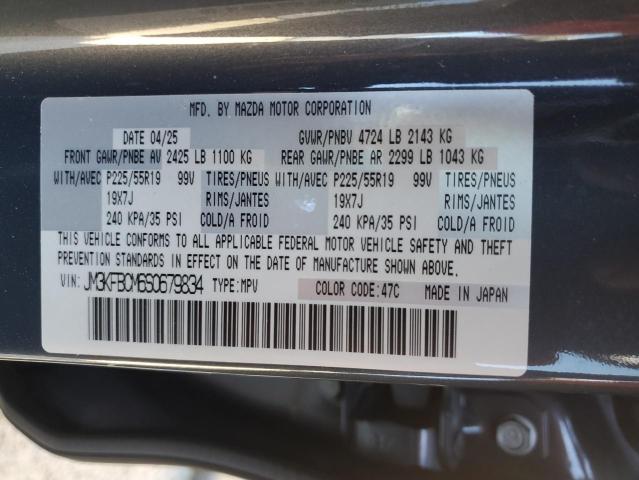 MFD. BY MAZDA MOTOR CORPORATION
DATE 04/25 GVWR/PNBV 4724 LB 2143 KG
FRONT GAWR/PNBE AV 2425 LB 1100 KG REAR GAWR/PNBE AR 2299 LB 1043 KG
WITH/AVEC P225/55R19 99V TIRES/PNEUS WITH/AVEC P225/55R19 99V TIRES/PNEUS
19X7J RIMS/JANTES 19X7J RIMS/JANTES
240 KPA/35 PSI COLD/A FROID 240 KPA/35 PSI COLD/A FROID
THIS VEHICLE CONFORMS TO ALL APPLICABLE FEDERAL MOTOR VEHICLE SAFETY AND THEFT
PREVENTION STANDARDS IN EFFECT ON THE DATE OF MANUFACTURE SHOWN ABOVE.
VIN: JM3KFBCM6S0679834 TYPE:MPV COLOR CODE:47C MADE IN JAPAN